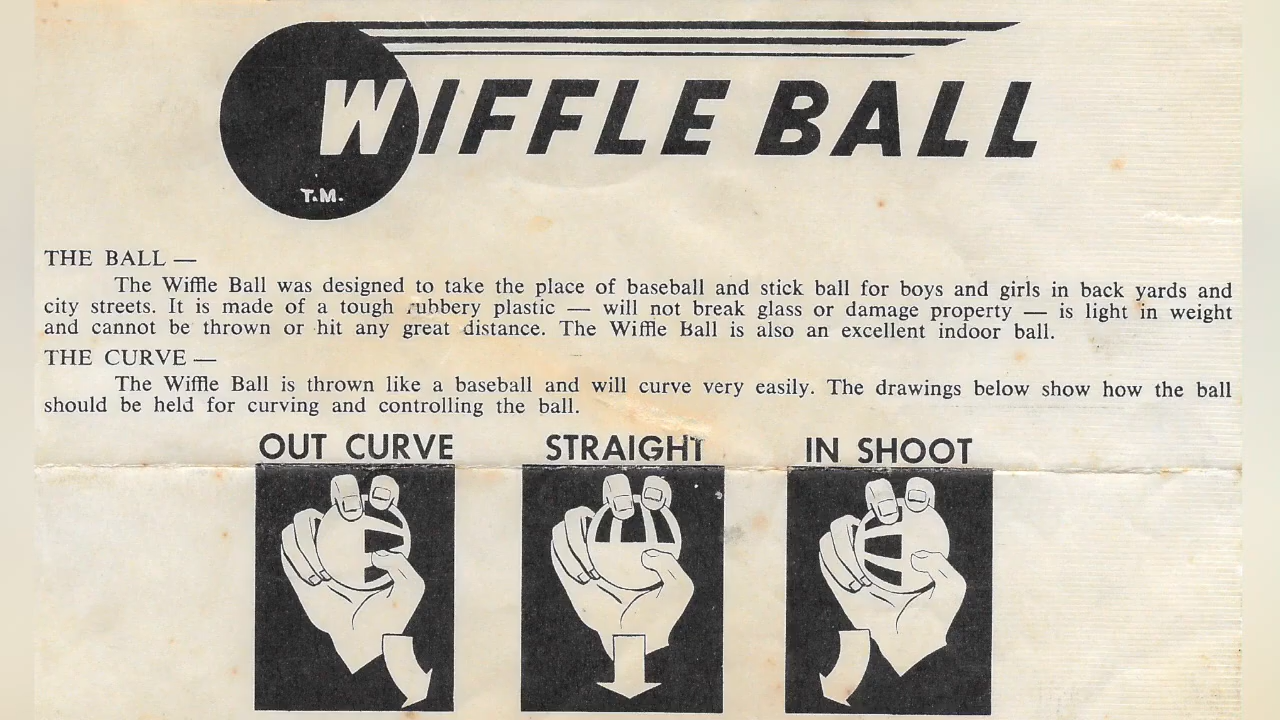 WIFFLE BALL
T.M.
THE BALL —
The Wiffle Ball was designed to take the place of baseball and stick ball for boys and girls in back yards and
city streets. It is made of a tough rubbery plastic — will not break glass or damage property — is light in weight
and cannot be thrown or hit any great distance. The Wiffle Ball is also an excellent indoor ball.
THE CURVE —
The Wiffle Ball is thrown like a baseball and will curve very easily. The drawings below show how the ball
should be held for curving and controlling the ball.
OUT CURVE STRAIGHT IN SHOOT